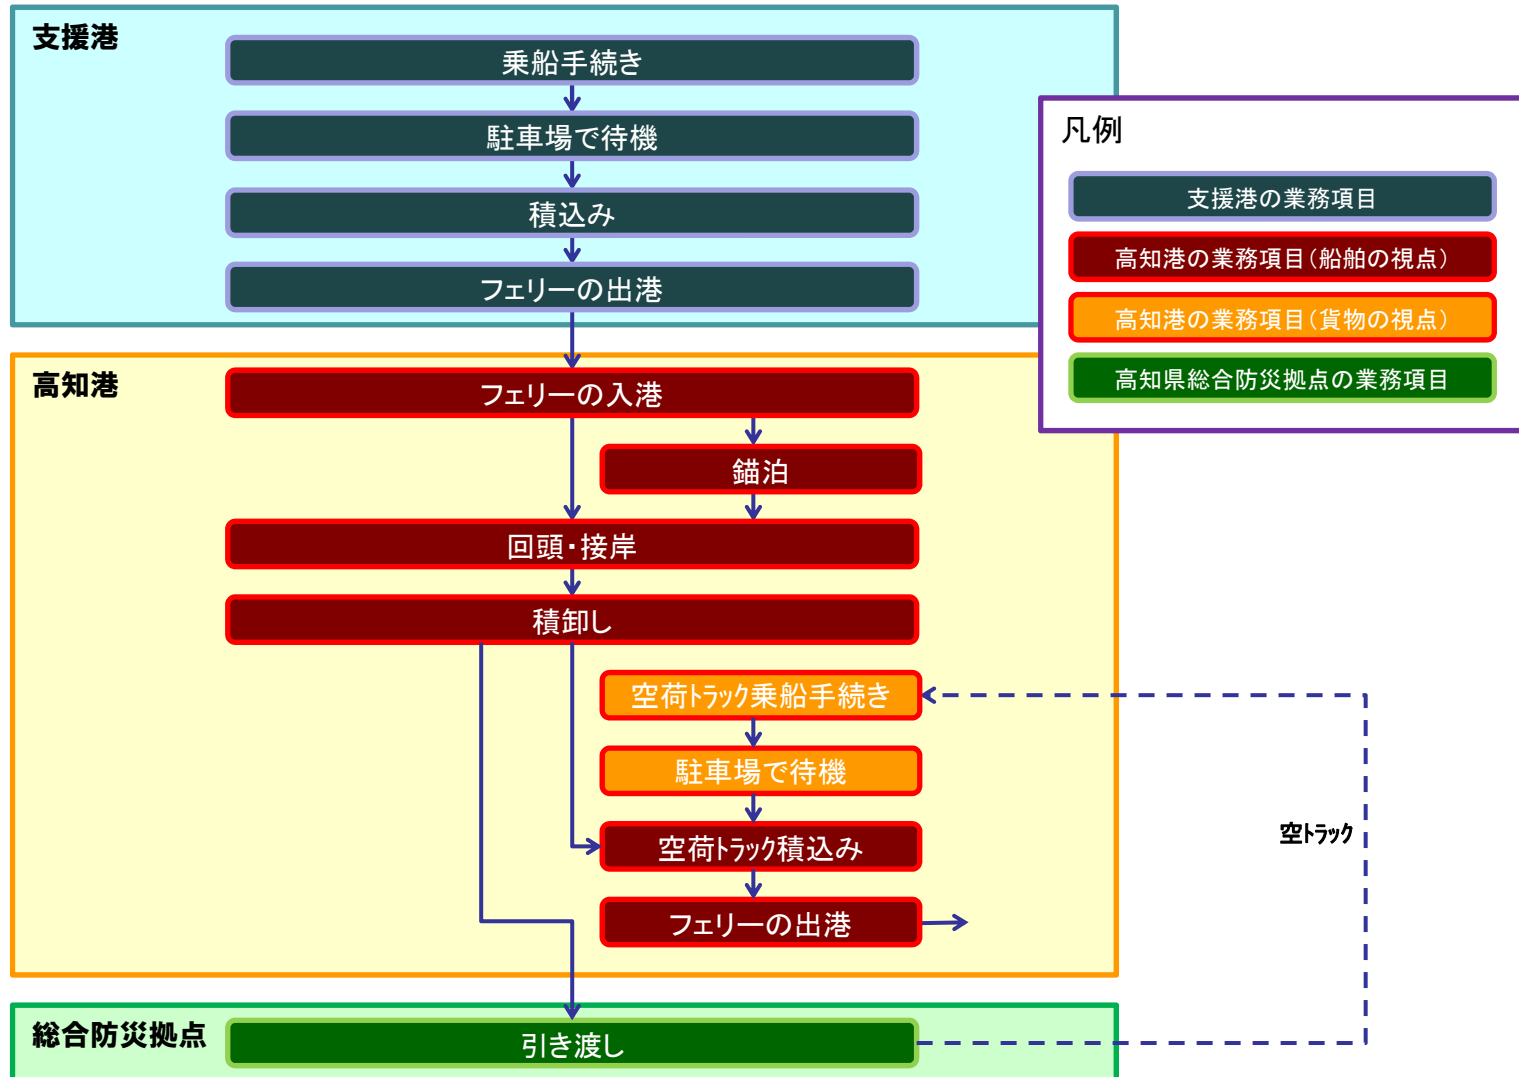 支援港
乗船手続き
駐車場で待機
積込み
フェリーの出港
凡例
支援港の業務項目
高知港の業務項目(船舶の視点)
高知港の業務項目(貨物の視点)
高知県総合防災拠点の業務項目
高知港
フェリーの入港
錨泊
回頭・接岸
積卸し
空荷トラック乗船手続き
駐車場で待機
空荷トラック積込み
フェリーの出港
空トラック
総合防災拠点
引き渡し